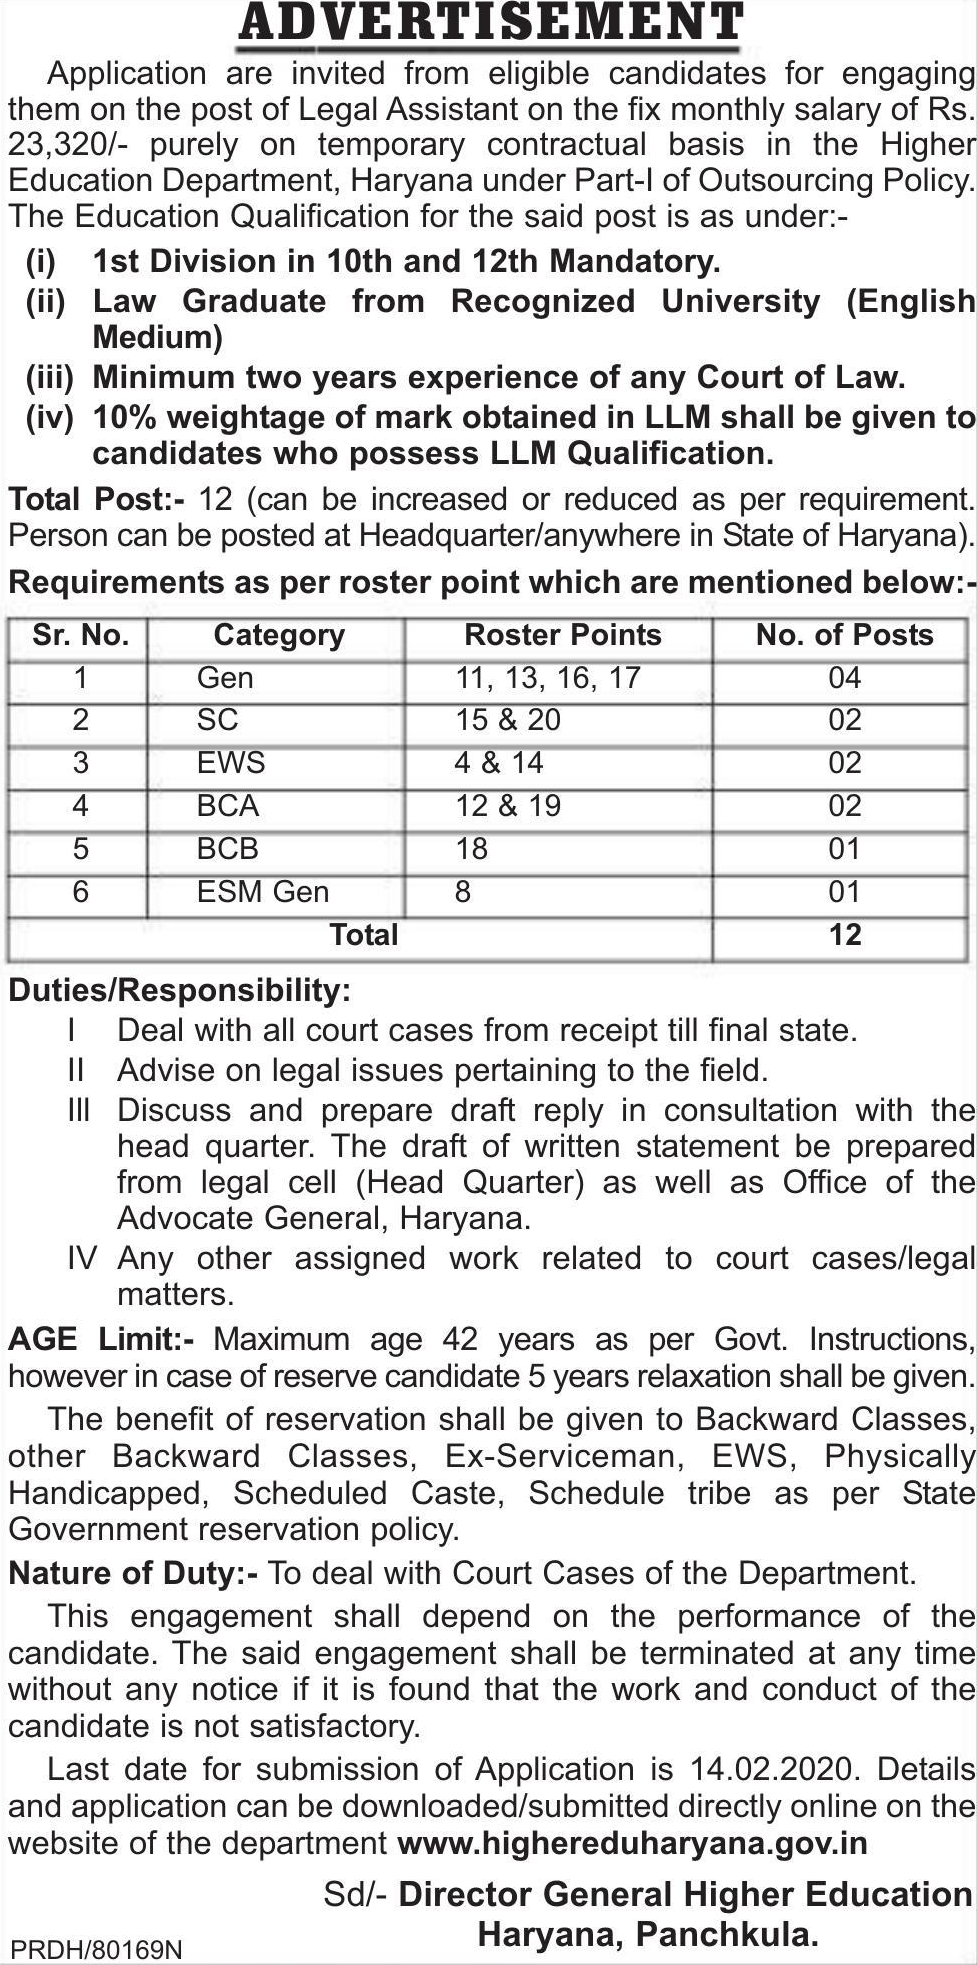 ADVERTISEMENT
Application are invited from eligible candidates for engaging
them on the post of Legal Assistant on the fix monthly salary of Rs.
23,320/- purely on temporary contractual basis in the Higher
Education Department, Haryana under Part-I of Outsourcing Policy.
The Education Qualification for the said post is as under:-
(i) 1st Division in 10th and 12th Mandatory.
(ii) Law Graduate from Recognized University (English
Medium)
(iii) Minimum two years experience of any Court of Law.
(iv) 10% weightage of mark obtained in LLM shall be given to
candidates who possess LLM Qualification.
Total Post:- 12 (can be increased or reduced as per requirement.
Person can be posted at Headquarter/anywhere in State of Haryana).
Requirements as per roster point which are mentioned below:-
Sr. No. Category Roster Points No. of Posts
1 Gen 11, 13, 16, 17 04
2 SC 15 & 20 02
3 EWS 4 & 14 02
4 BCA 12 & 19 02
5 BCB 18 01
6 ESM Gen 8 01
Total 12
Duties/Responsibility:
I Deal with all court cases from receipt till final state.
II Advise on legal issues pertaining to the field.
III Discuss and prepare draft reply in consultation with the
head quarter. The draft of written statement be prepared
from legal cell (Head Quarter) as well as Office of the
Advocate General, Haryana.
IV Any other assigned work related to court cases/legal
matters.
AGE Limit:- Maximum age 42 years as per Govt. Instructions,
however in case of reserve candidate 5 years relaxation shall be given.
The benefit of reservation shall be given to Backward Classes,
other Backward Classes, Ex-Serviceman, EWS, Physically
Handicapped, Scheduled Caste, Schedule tribe as per State
Government reservation policy.
Nature of Duty:- To deal with Court Cases of the Department.
This engagement shall depend on the performance of the
candidate. The said engagement shall be terminated at any time
without any notice if it is found that the work and conduct of the
candidate is not satisfactory.
Last date for submission of Application is 14.02.2020. Details
and application can be downloaded/submitted directly online on the
website of the department www.highereduharyana.gov.in
Sd/- Director General Higher Education
Haryana, Panchkula.
PRDH/80169N